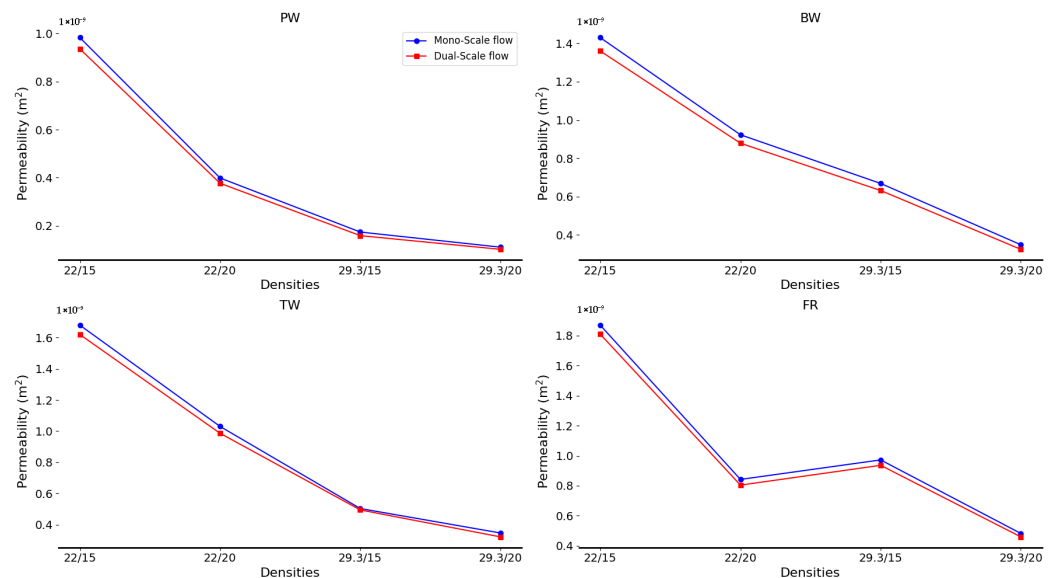 PW
1×10⁻⁹
Permeability (m²)
1.0
0.8
0.6
0.4
0.2
Mono-Scale flow
Dual-Scale flow
22/15 22/20 29.3/15 29.3/20
Densities
BW
1×10⁻⁹
Permeability (m²)
1.4
1.2
1.0
0.8
0.6
0.4
22/15 22/20 29.3/15 29.3/20
Densities
TW
1×10⁻⁹
Permeability (m²)
1.6
1.4
1.2
1.0
0.8
0.6
0.4
22/15 22/20 29.3/15 29.3/20
Densities
FR
1×10⁻⁹
Permeability (m²)
1.8
1.6
1.4
1.2
1.0
0.8
0.6
0.4
22/15 22/20 29.3/15 29.3/20
Densities